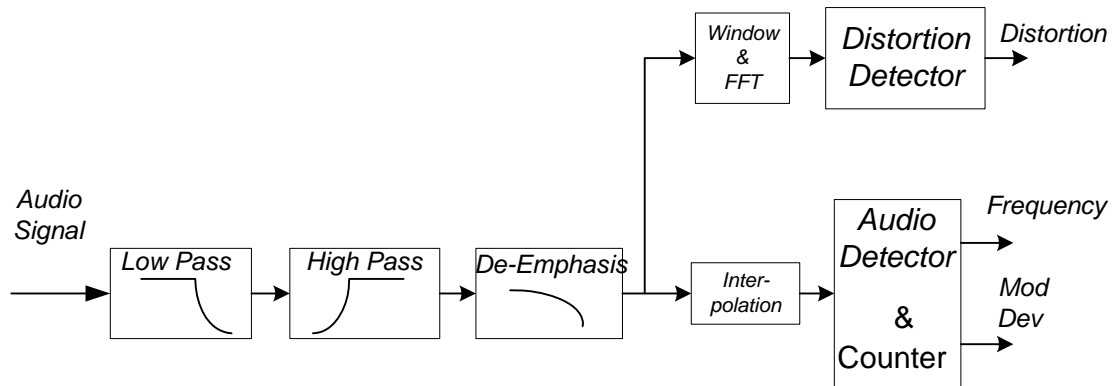 Window
&
FFT
Distortion
Detector
Distortion
Audio
Signal
Low Pass
High Pass
De-Emphasis
Inter-
polation
Audio
Detector
&
Counter
Frequency
Mod
Dev